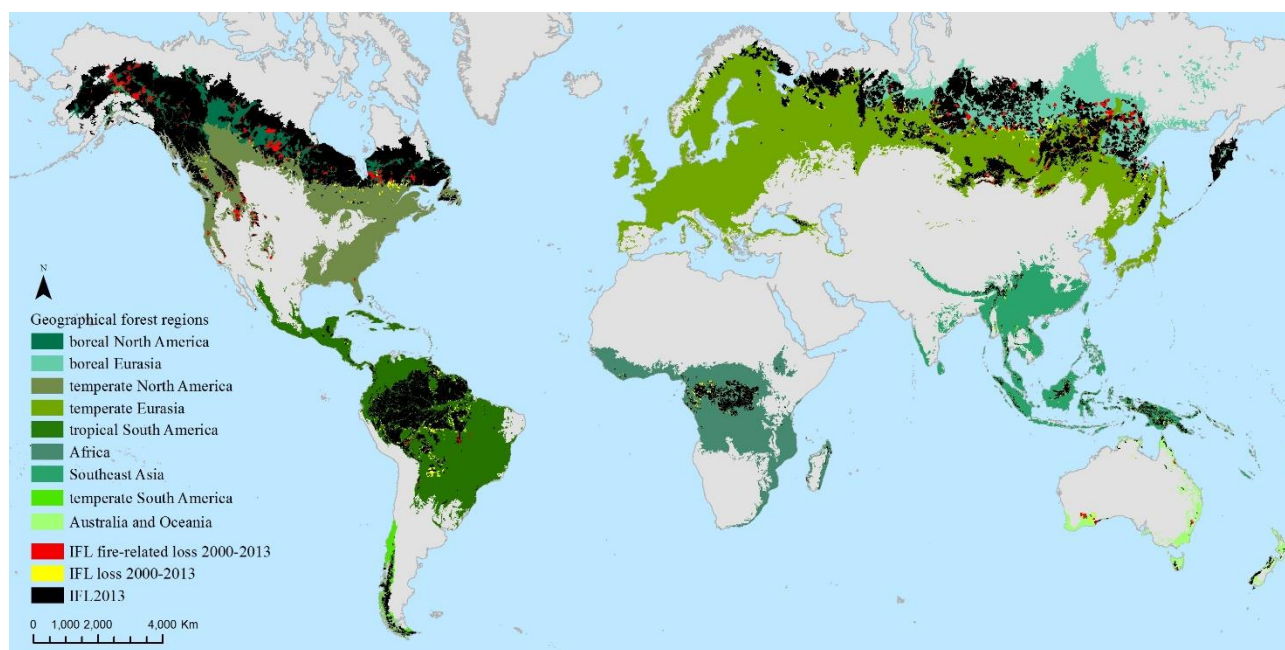 N
Geographical forest regions
boreal North America
boreal Eurasia
temperate North America
temperate Eurasia
tropical South America
Africa
Southeast Asia
temperate South America
Australia and Oceania
IFL fire-related loss 2000-2013
IFL loss 2000-2013
IFL2013
0 1,000 2,000 4,000 Km